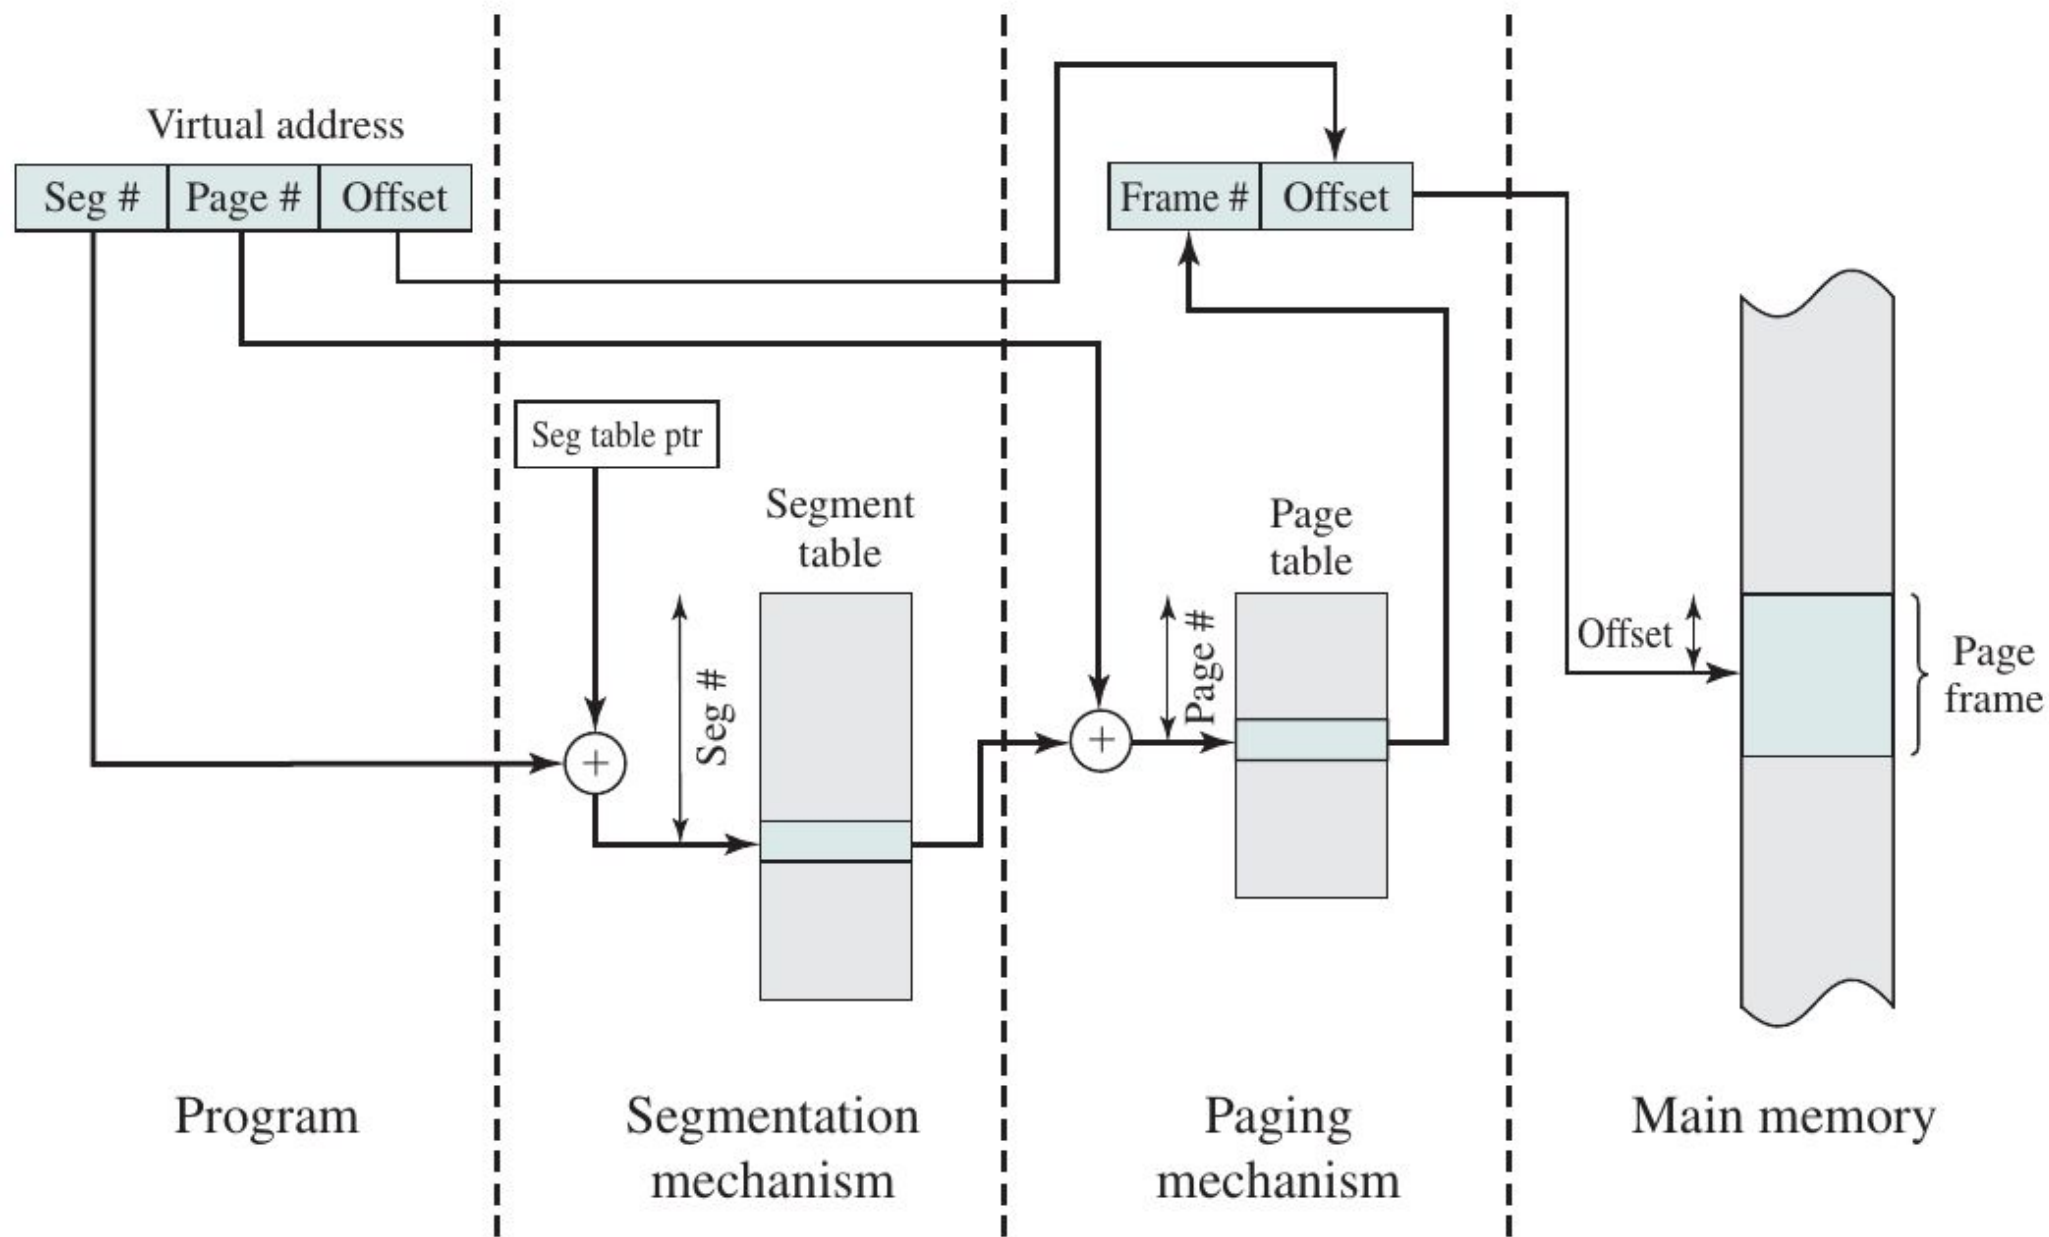 Virtual address
Seg #
Page #
Offset
Frame #
Offset
Seg table ptr
Segment
table
Seg #
Page
table
Page #
Offset
Page
frame
Program
Segmentation
mechanism
Paging
mechanism
Main memory
+
+